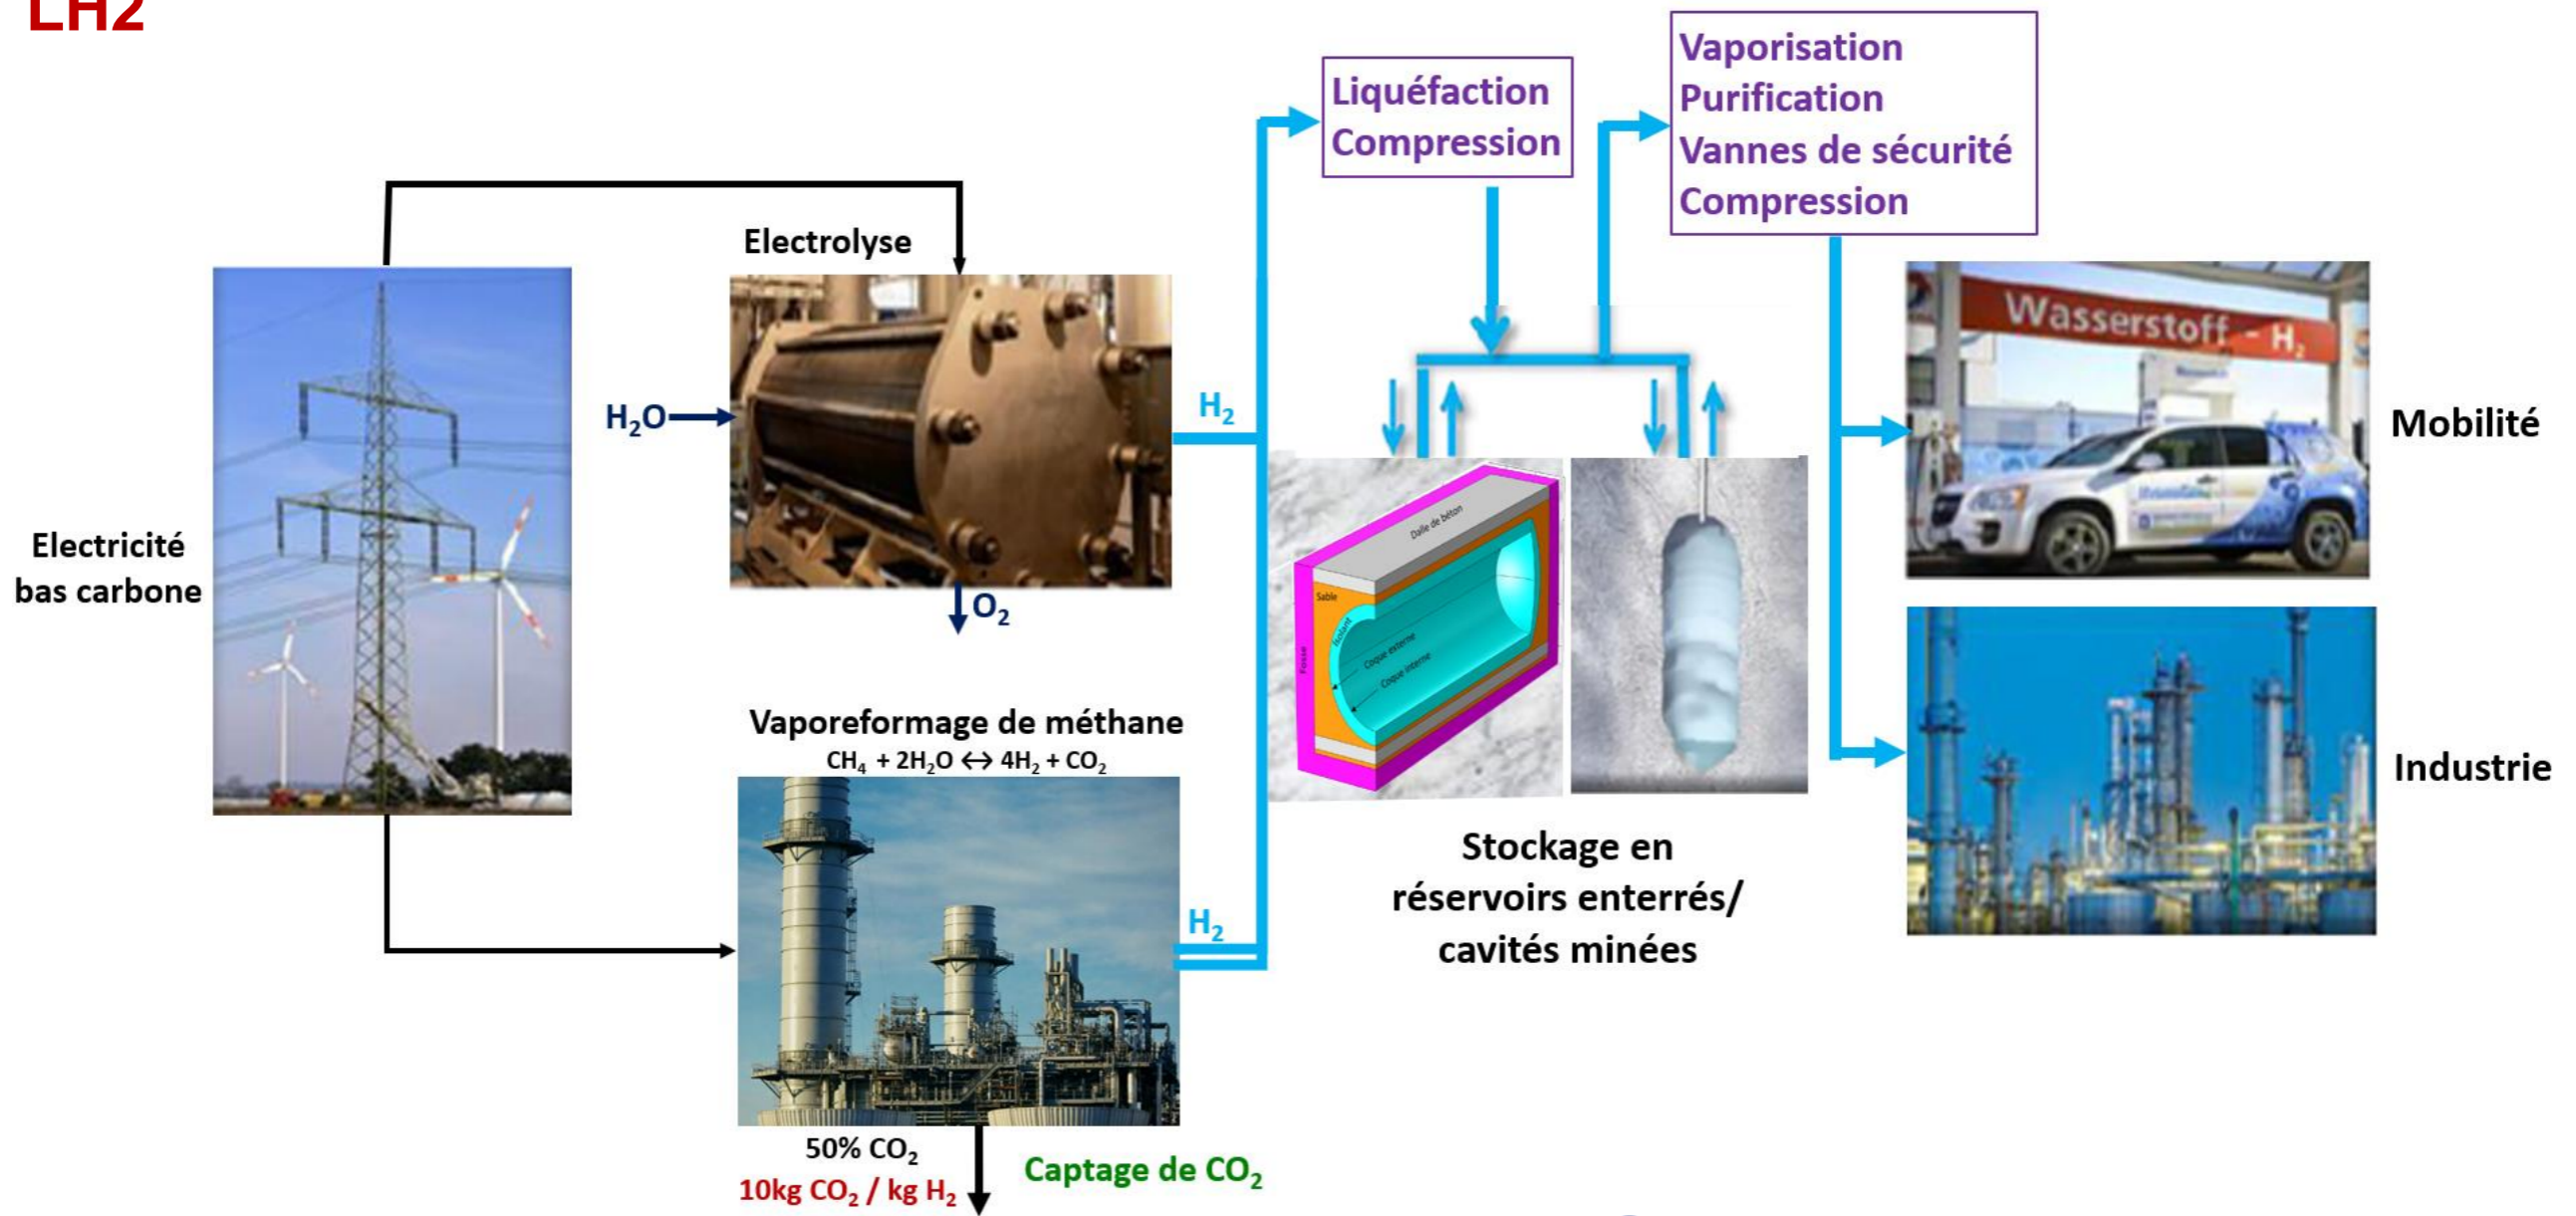 LH2
Liquéfaction
Compression
Vaporisation
Purification
Vannes de sécurité
Compression
Electrolyse
H₂O
O₂
H₂
Electricité
bas carbone
Vaporeformage de méthane
CH₄ + 2H₂O ↔ 4H₂ + CO₂
H₂
50% CO₂
10kg CO₂ / kg H₂
Captage de CO₂
Dalle de béton
Sable
Isolant
Coque externe
Coque interne
Fosse
Stockage en
réservoirs enterrés/
cavités minées
Wasserstoff - H₂
Mobilité
Industrie